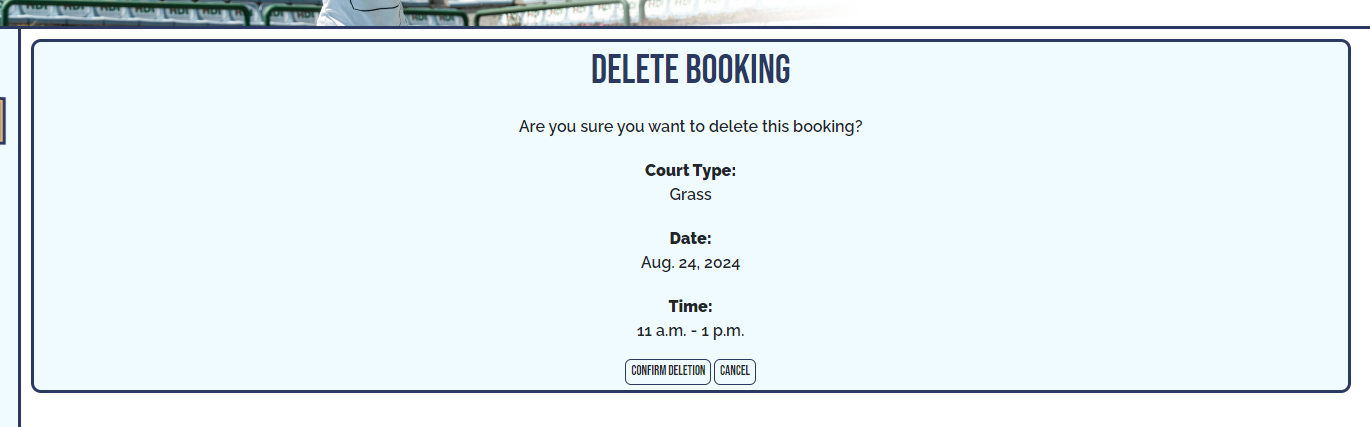 DELETE BOOKING
Are you sure you want to delete this booking?
Court Type:
Grass
Date:
Aug. 24, 2024
Time:
11 a.m. - 1 p.m.
CONFIRM DELETION CANCEL